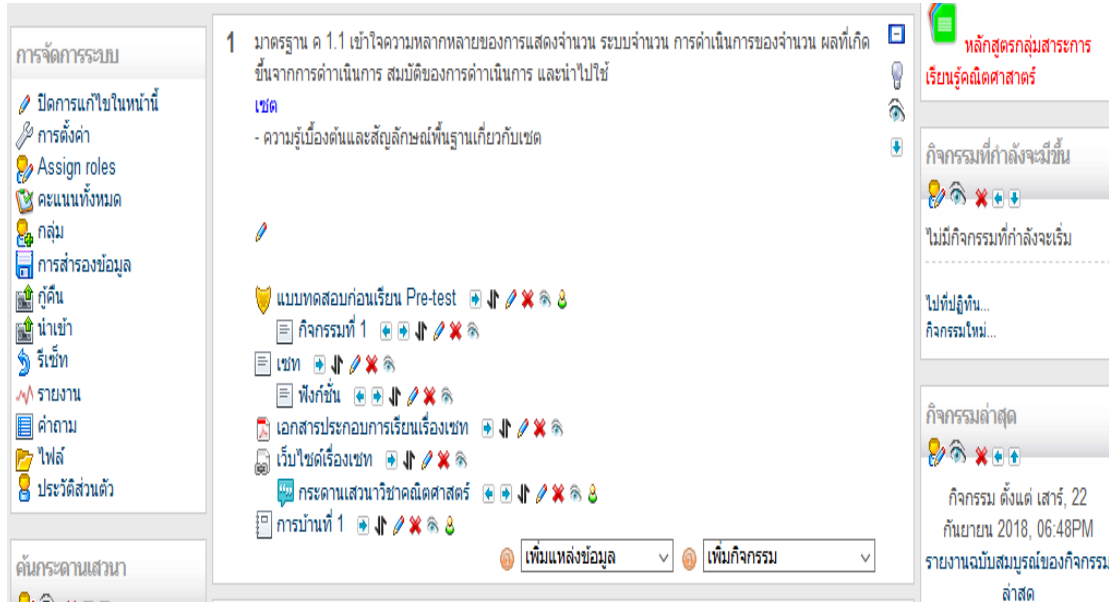 การจัดการระบบ
ปิดการแก้ไขในหน้านี้
การตั้งค่า
Assign roles
คะแนนทั้งหมด
กลุ่ม
การสำรองข้อมูล
กู้คืน
นำเข้า
รีเซ็ท
รายงาน
คำถาม
ไฟล์
ประวัติส่วนตัว
ค้นกระดานเสวนา
1 มาตรฐาน ค 1.1 เข้าใจความหลากหลายของการแสดงจำนวน ระบบจำนวน การดำเนินการของจำนวน ผลที่เกิด
ขึ้นจากการดำาเนินการ สมบัติของการดำาเนินการ และนำาไปใช้
เซต
- ความรู้เบื้องต้นและสัญลักษณ์พื้นฐานเกี่ยวกับเซต
แบบทดสอบก่อนเรียน Pre-test
กิจกรรมที่ 1
เซท
ฟังก์ชั่น
เอกสารประกอบการเรียนเรื่องเซท
เว็บไซต์เรื่องเซท
กระดานเสวนาวิชาคณิตศาสตร์
การบ้านที่ 1
เพิ่มแหล่งข้อมูล เพิ่มกิจกรรม
หลักสูตรกลุ่มสาระการ
เรียนรู้คณิตศาสาตร์
กิจกรรมที่กำลังจะมีขึ้น
ไม่มีกิจกรรมที่กำลังจะเริ่ม
ไปที่ปฏิทิน...
กิจกรรมใหม่...
กิจกรรมล่าสุด
กิจกรรม ตั้งแต่ เสาร์, 22
กันยายน 2018, 06:48PM
รายงานฉบับสมบูรณ์ของกิจกรรม
ล่าสุด